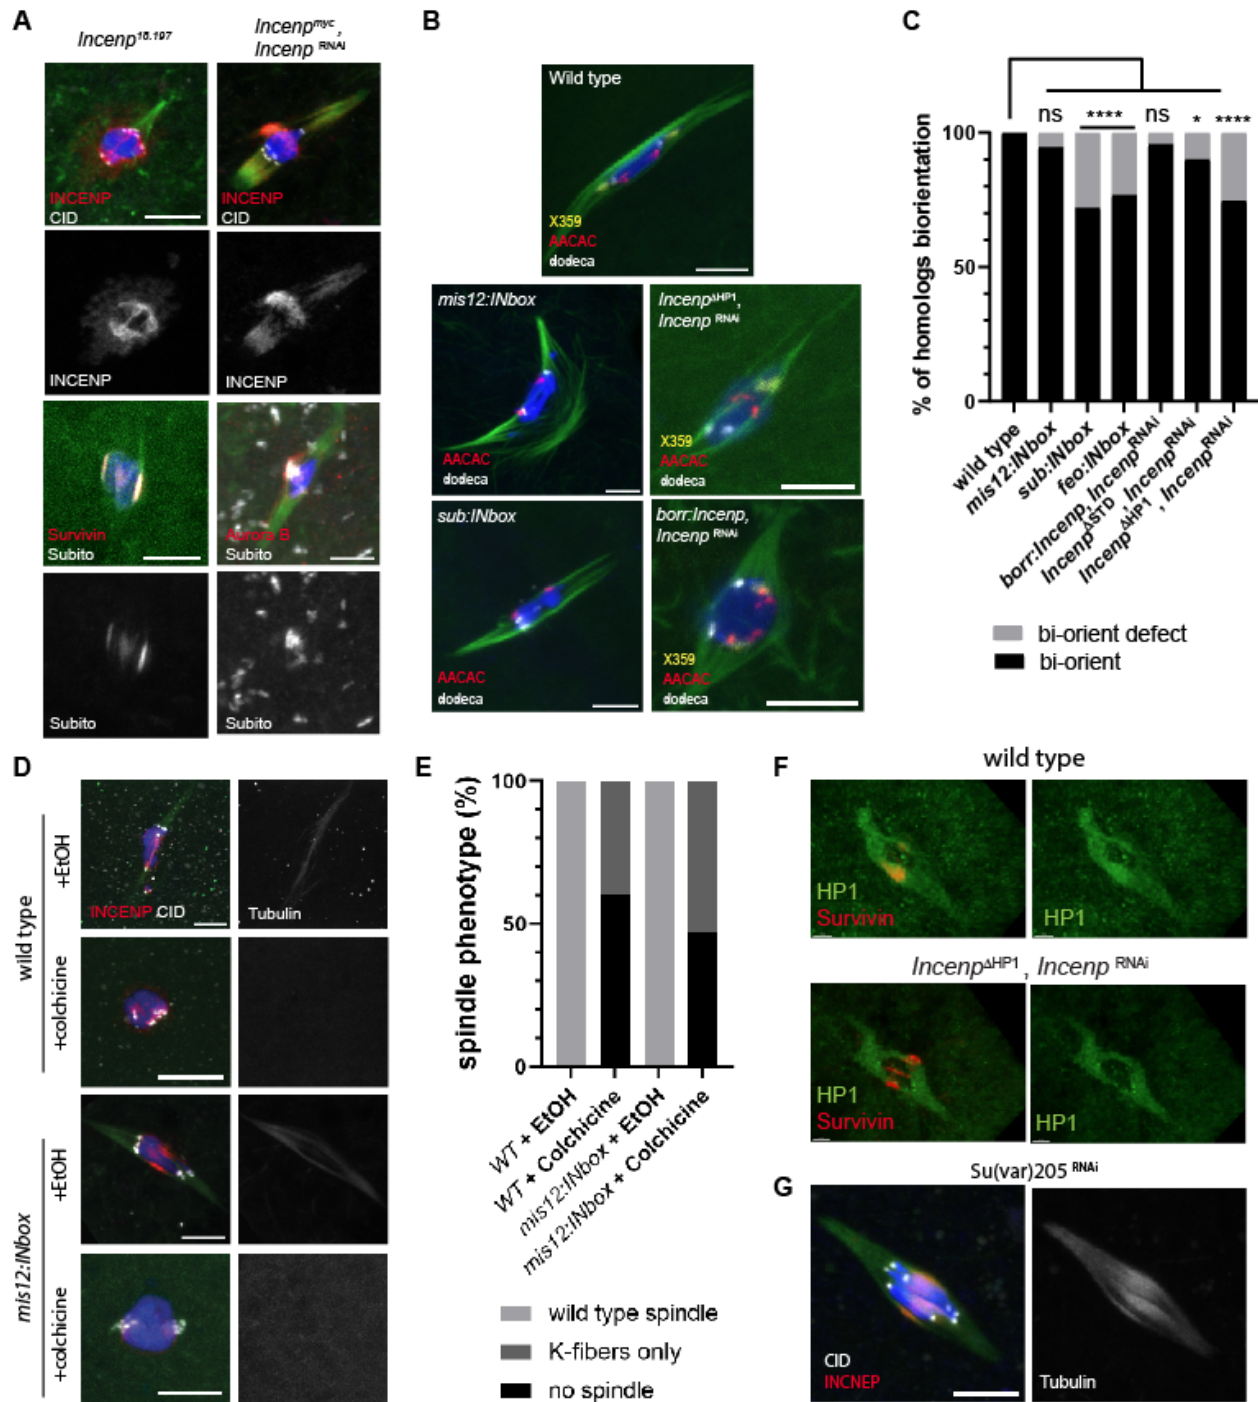 A
Incenp18.197
Incenpmyc,
Incenp RNAi
INCENP
CID
INCENP
CID
INCENP
INCENP
Survivin
Subito
Aurora B
Subito
Subito
Subito
B
Wild type
X359
AACAC
dodeca
mis12:INbox
AACAC
dodeca
IncenpΔHP1,
Incenp RNAi
X359
AACAC
dodeca
sub:INbox
AACAC
dodeca
borr:Incenp,
Incenp RNAi
X359
AACAC
dodeca
C
ns
****
ns
*
****
% of homologs biorientation
100
50
0
wild type
mis12:INbox
sub:INbox
feo:INbox
borr:Incenp, IncenpRNAi
IncenpΔSTD, IncenpRNAi
IncenpΔHP1, IncenpRNAi
bi-orient defect
bi-orient
D
wild type
+EtOH
INCENP CID
Tubulin
+colchicine
mis12:INbox
+EtOH
+colchicine
E
spindle phenotype (%)
100
50
0
WT + EtOH
WT + Colchicine
mis12:INbox + EtOH
mis12:INbox + Colchicine
wild type spindle
K-fibers only
no spindle
F
wild type
HP1
Survivin
HP1
IncenpΔHP1, Incenp RNAi
HP1
Survivin
HP1
G
Su(var)205 RNAi
CID
INCNEP
Tubulin